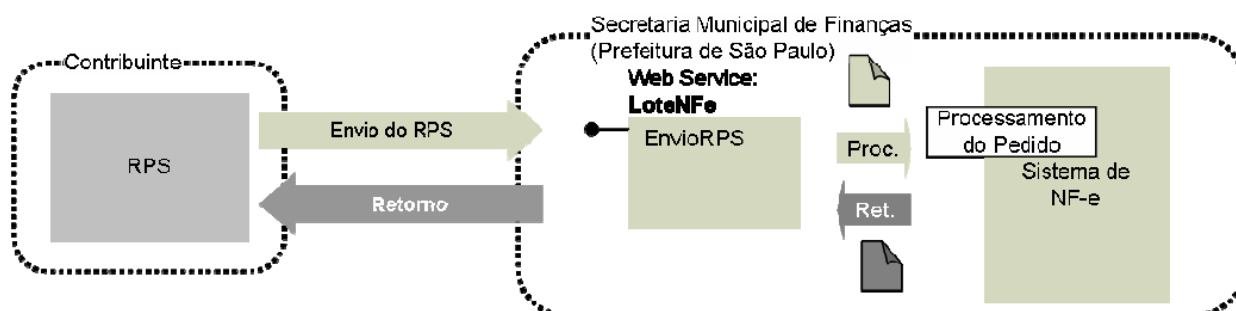 Contribuinte
RPS
Envio do RPS
Retorno
Secretaria Municipal de Finanças
(Prefeitura de São Paulo)
Web Service:
LoteNFe
EnvioRPS
Proc.
Ret.
Processamento
do Pedido
Sistema de
NF-e